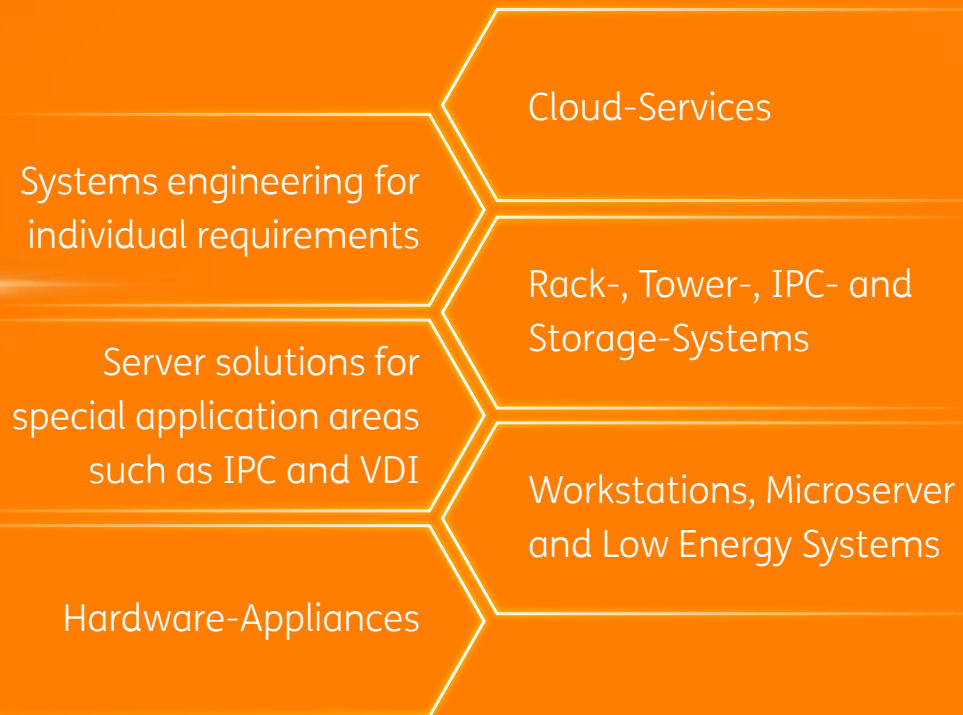 Cloud-Services
Systems engineering for
individual requirements
Rack-, Tower-, IPC- and
Storage-Systems
Server solutions for
special application areas
such as IPC and VDI
Workstations, Microserver
and Low Energy Systems
Hardware-Appliances